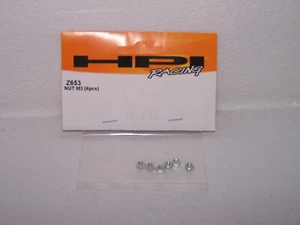 HPI
RACING
Z653
NUT M3 (6pcs)